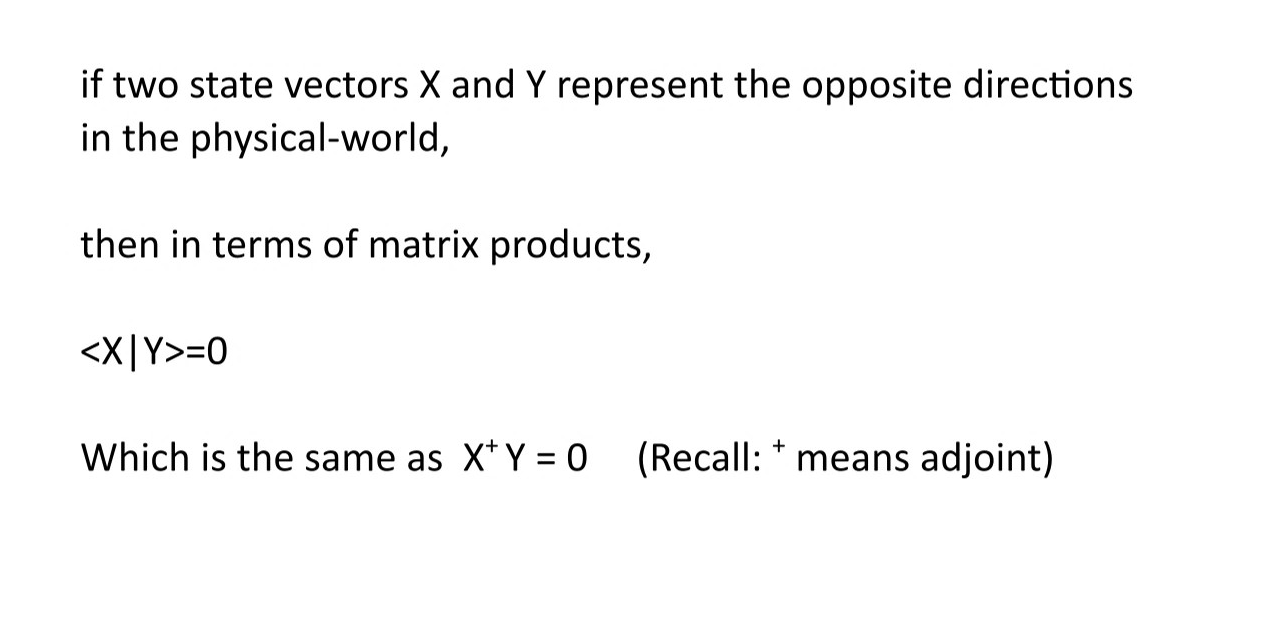 if two state vectors X and Y represent the opposite directions
in the physical-world,
then in terms of matrix products,
<X|Y>=0
Which is the same as X⁺ Y = 0 (Recall: ⁺ means adjoint)